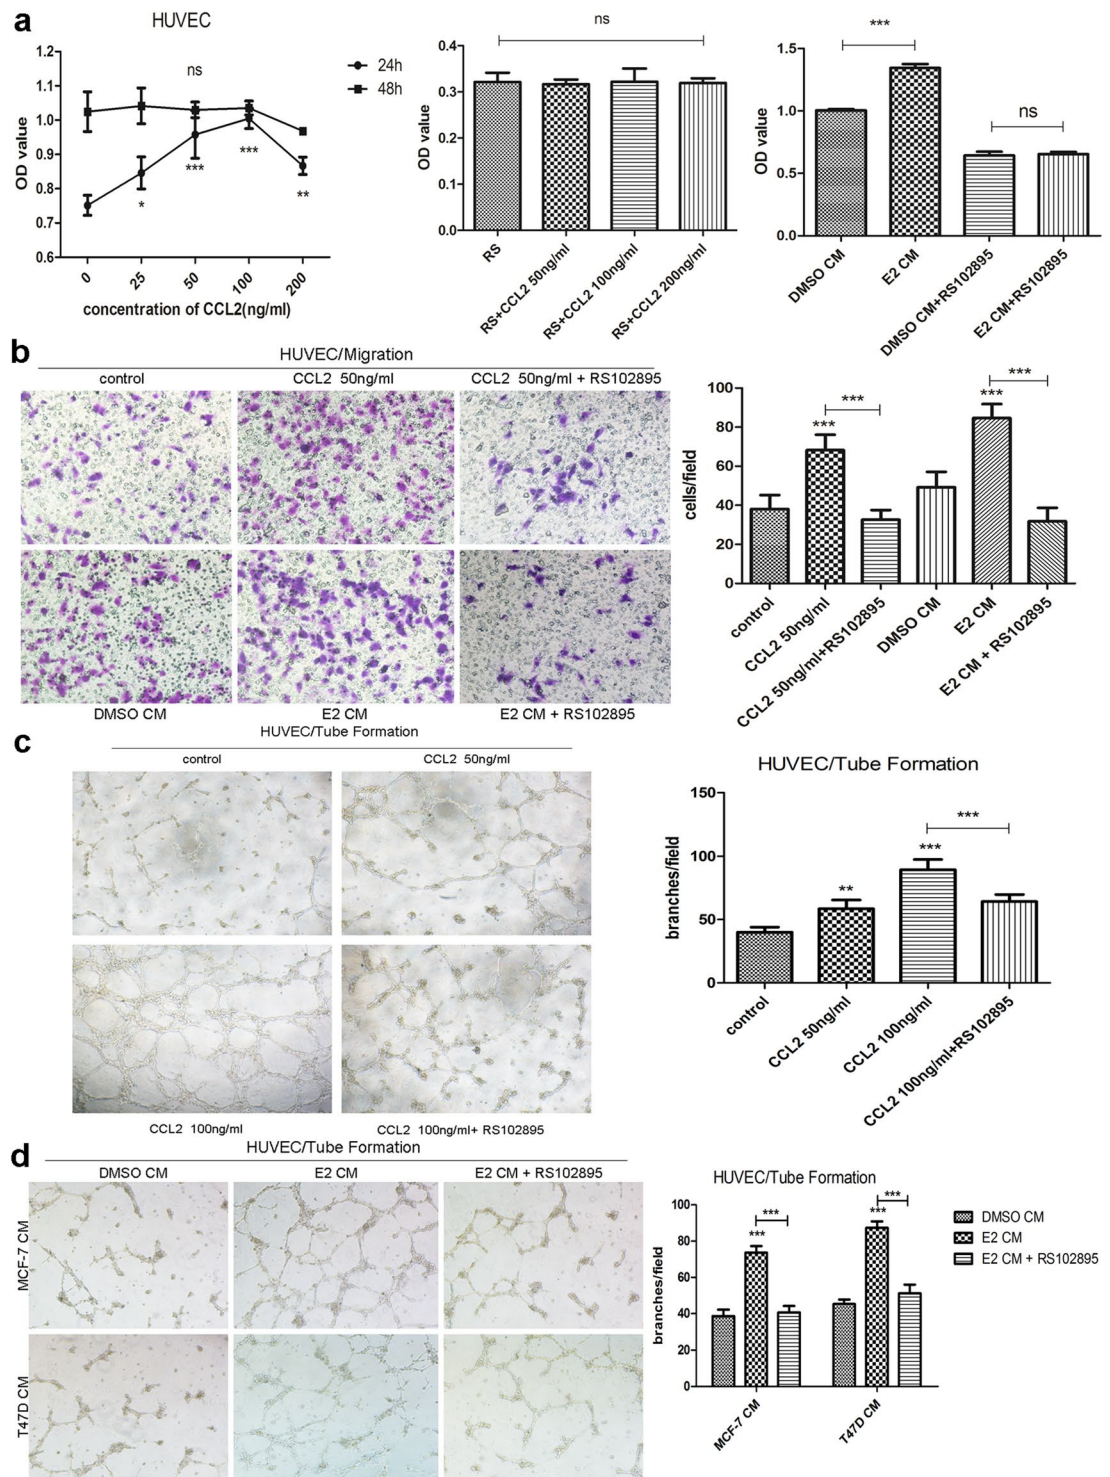 a
HUVEC
OD value
1.2
1.1
1.0
0.9
0.8
0.7
0.6
ns
*
***
***
**
0
25
50
100
200
concentration of CCL2(ng/ml)
24h
48h
OD value
0.4
0.3
0.2
0.1
0.0
ns
RS
RS+CCL2 50ng/ml
RS+CCL2 100ng/ml
RS+CCL2 200ng/ml
OD value
1.5
1.0
0.5
0.0
***
ns
DMSO CM
E2 CM
DMSO CM+RS102895
E2 CM+RS102895
b
HUVEC/Migration
control
CCL2 50ng/ml
CCL2 50ng/ml + RS102895
DMSO CM
E2 CM
E2 CM + RS102895
cells/field
100
80
60
40
20
0
***
***
***
***
control
CCL2 50ng/ml
CCL2 50ng/ml+RS102895
DMSO CM
E2 CM
E2 CM + RS102895
c
HUVEC/Tube Formation
control
CCL2 50ng/ml
CCL2 100ng/ml
CCL2 100ng/ml+ RS102895
HUVEC/Tube Formation
branches/field
150
100
50
0
**
***
***
control
CCL2 50ng/ml
CCL2 100ng/ml
CCL2 100ng/ml+RS102895
d
HUVEC/Tube Formation
DMSO CM
E2 CM
E2 CM + RS102895
MCF-7 CM
T47D CM
HUVEC/Tube Formation
branches/field
100
80
60
40
20
0
***
***
***
***
MCF-7 CM
T47D CM
DMSO CM
E2 CM
E2 CM + RS102895